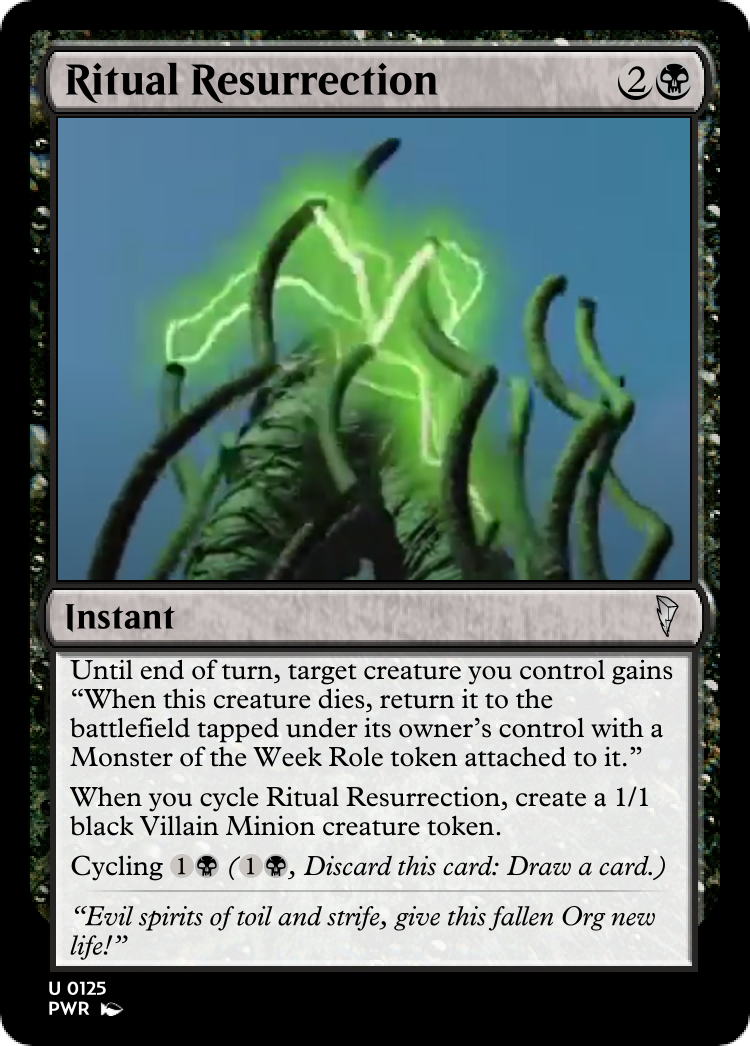 Ritual Resurrection 2
Instant
Until end of turn, target creature you control gains
“When this creature dies, return it to the
battlefield tapped under its owner’s control with a
Monster of the Week Role token attached to it.”
When you cycle Ritual Resurrection, create a 1/1
black Villain Minion creature token.
Cycling 1 (1, Discard this card: Draw a card.)
“Evil spirits of toil and strife, give this fallen Org new
life!”
U 0125
PWR